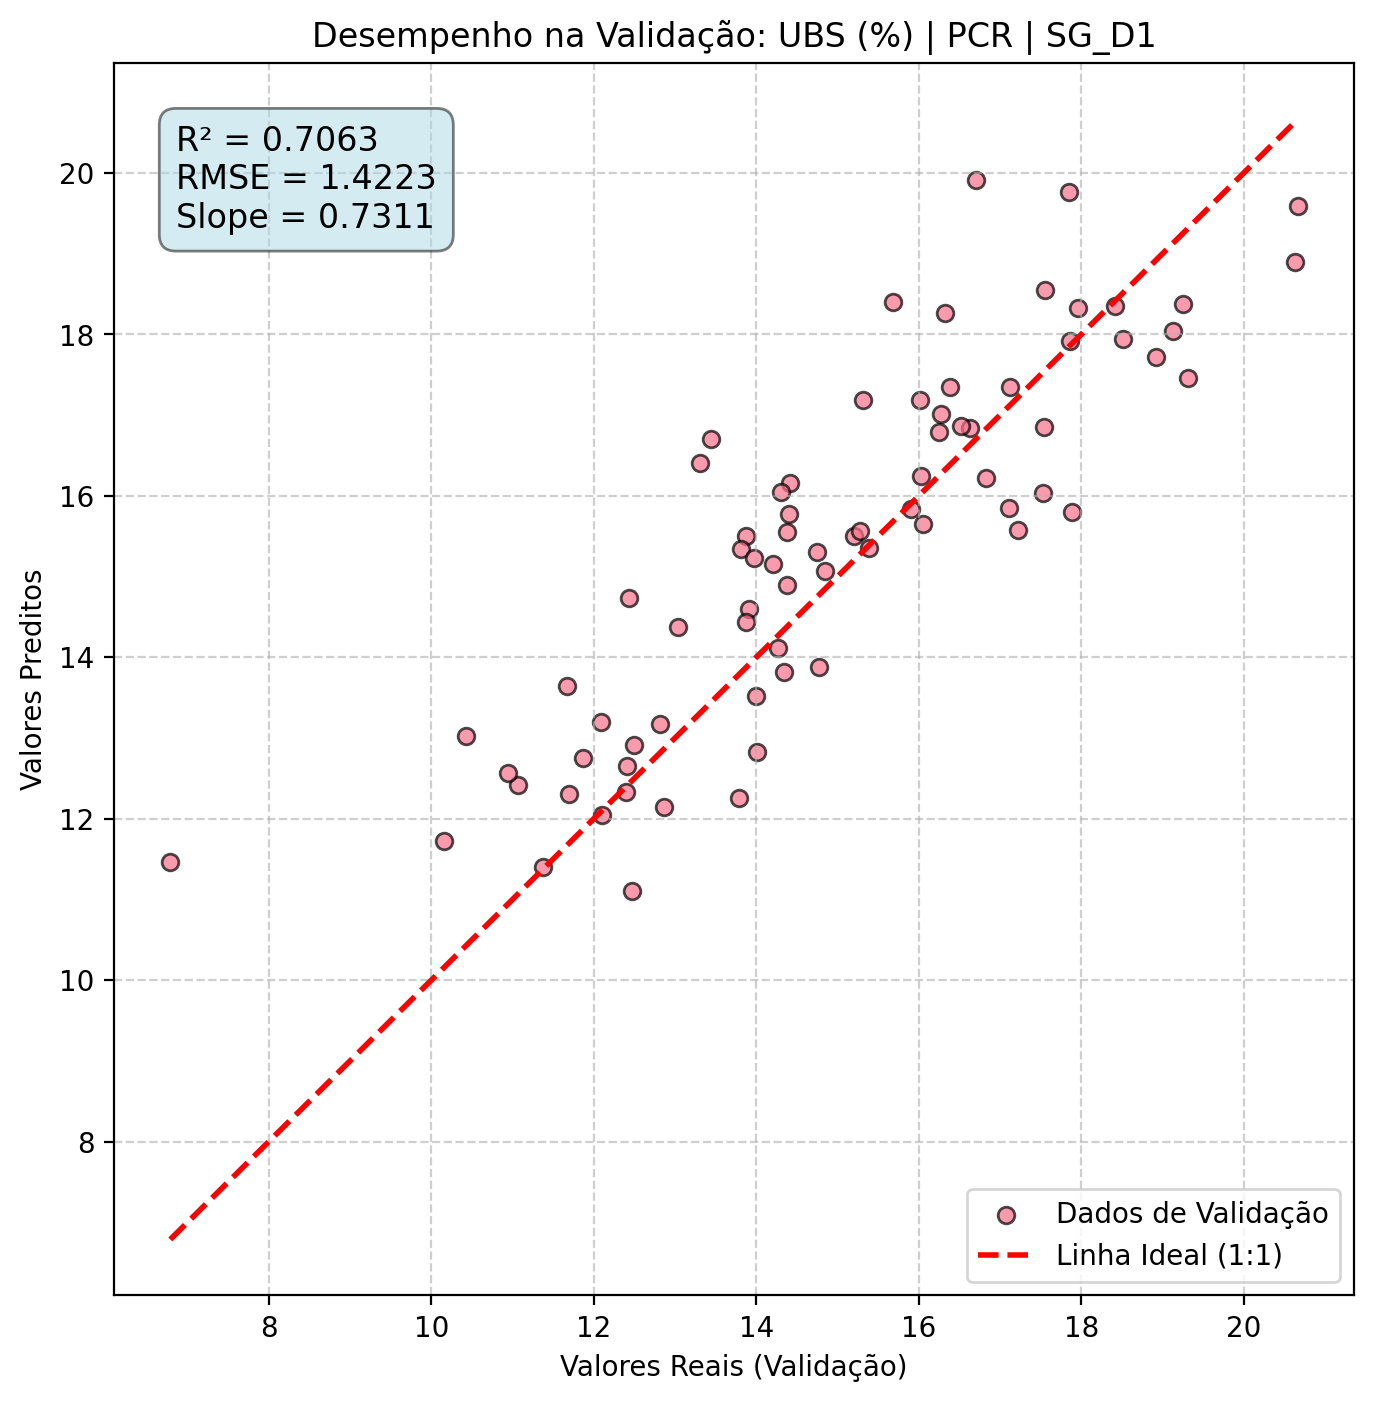 Desempenho na Validação: UBS (%) | PCR | SG_D1
R² = 0.7063
RMSE = 1.4223
Slope = 0.7311
20
18
16
14
12
10
8
Valores Preditos
8
10
12
14
16
18
20
Valores Reais (Validação)
Dados de Validação
Linha Ideal (1:1)